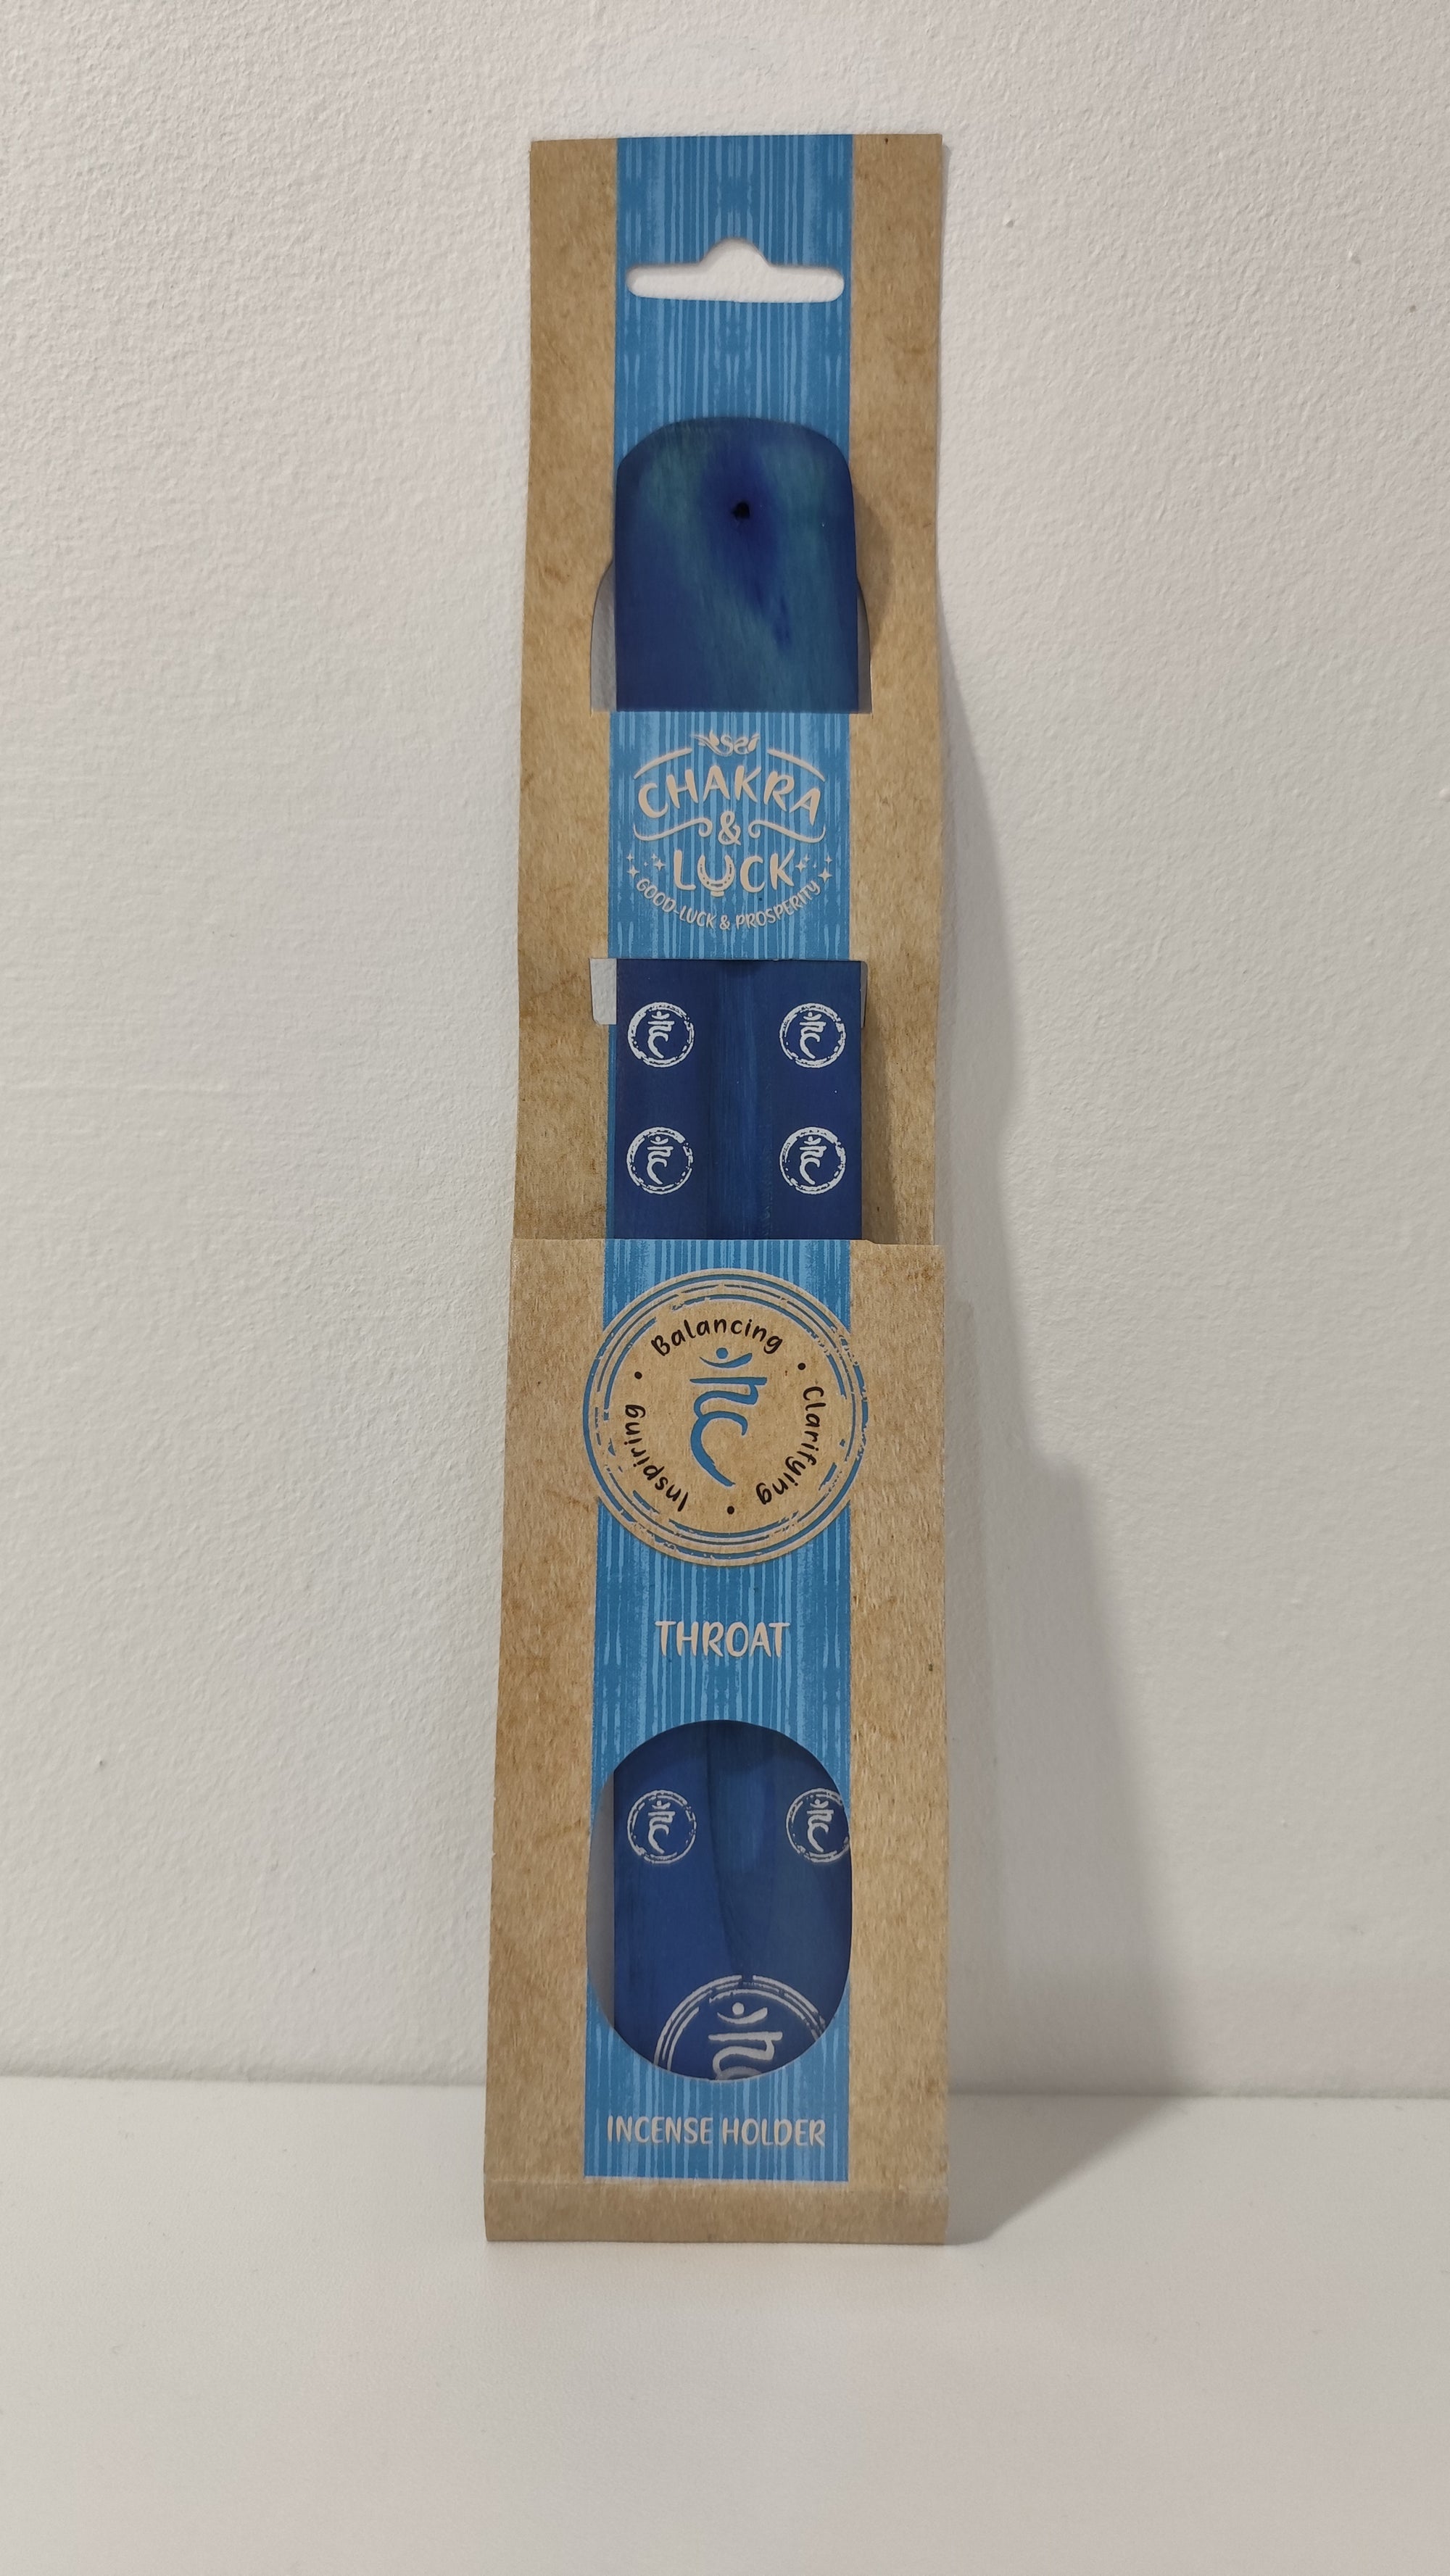 CHAKRA
&
LUCK
GOOD-LUCK & PROSPERITY
Balancing • Clarifying • Inspiring •
THROAT
INCENSE HOLDER